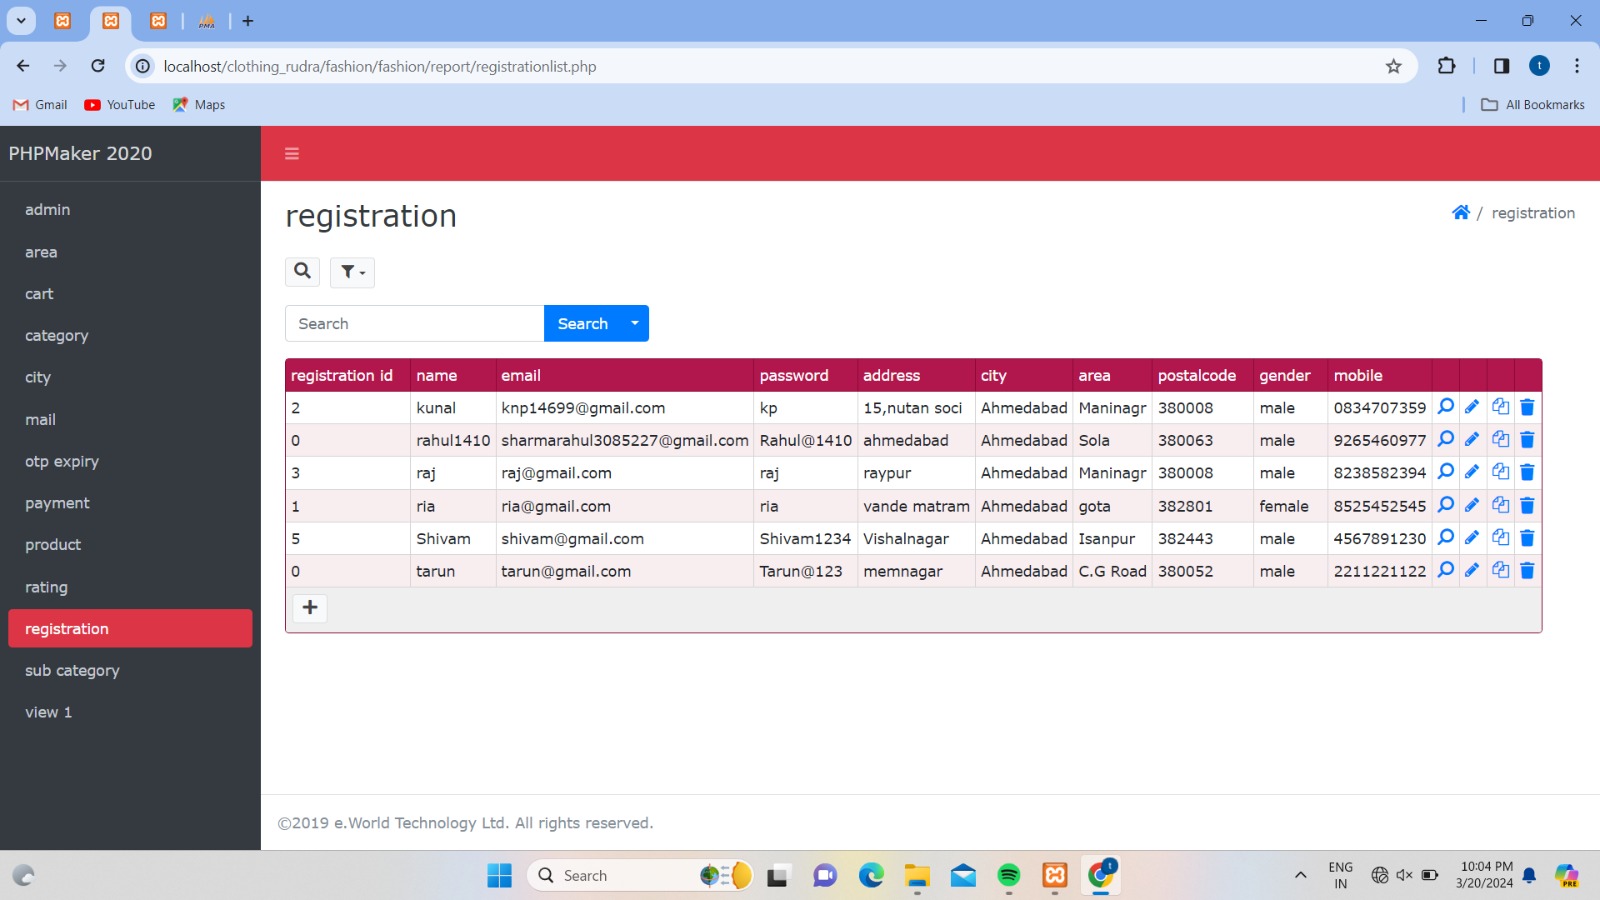 localhost/clothing_rudra/fashion/fashion/report/registrationlist.php
Gmail YouTube Maps All Bookmarks
PHPMaker 2020
admin
area
cart
category
city
mail
otp expiry
payment
product
rating
registration
sub category
view 1
registration
/ registration
Search Search
registration id name email password address city area postalcode gender mobile
2 kunal knp14699@gmail.com kp 15,nutan soci Ahmedabad Maninagr 380008 male 0834707359
0 rahul1410 sharmarahul3085227@gmail.com Rahul@1410 ahmedabad Ahmedabad Sola 380063 male 9265460977
3 raj raj@gmail.com raj raypur Ahmedabad Maninagr 380008 male 8238582394
1 ria ria@gmail.com ria vande matram Ahmedabad gota 382801 female 8525452545
5 Shivam shivam@gmail.com Shivam1234 Vishalnagar Ahmedabad Isanpur 382443 male 4567891230
0 tarun tarun@gmail.com Tarun@123 memnagar Ahmedabad C.G Road 380052 male 2211221122
©2019 e.World Technology Ltd. All rights reserved.
Search
ENG
IN
10:04 PM
3/20/2024
PRE
t
t
PMA